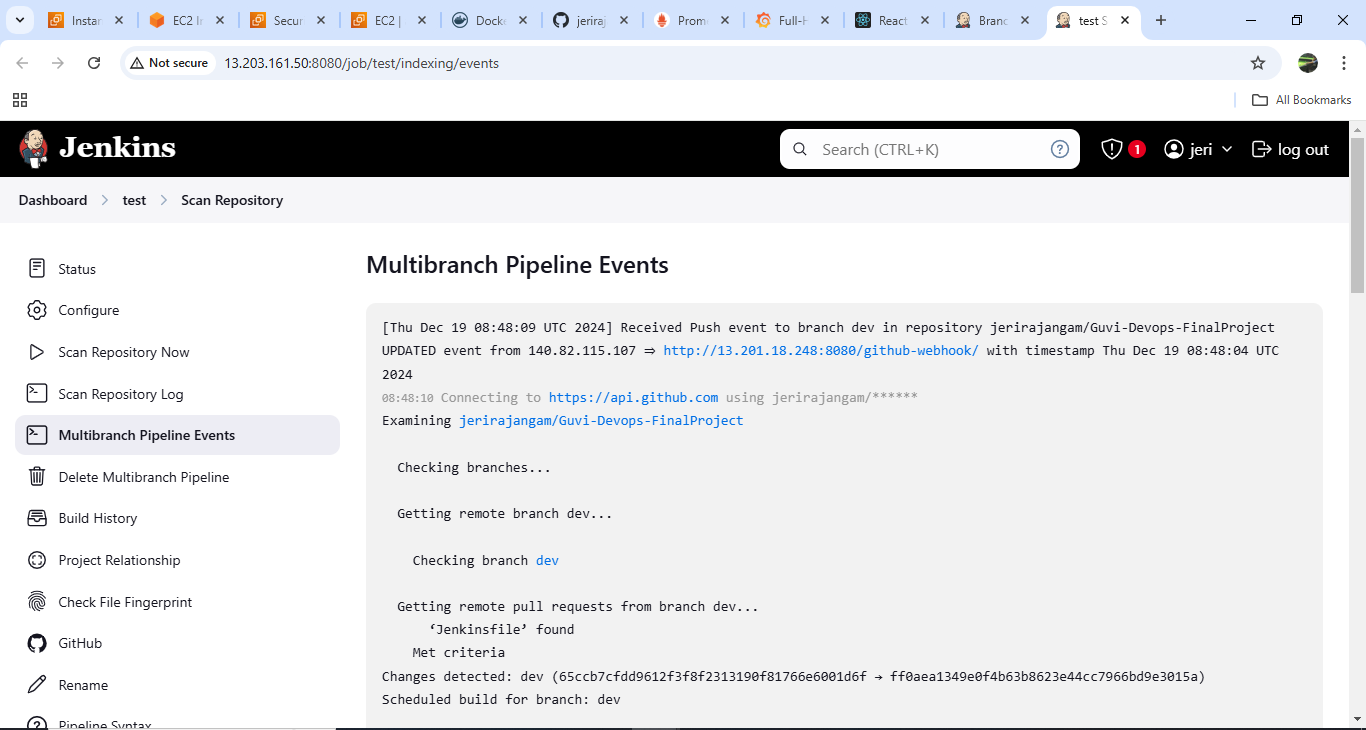 Instan
EC2 In
Secur
EC2 |
Docke
jeriraj
Prom
Full-H
React
Branc
test S
Not secure
13.203.161.50:8080/job/test/indexing/events
All Bookmarks
Jenkins
Search (CTRL+K)
?
1
jeri
log out
Dashboard
test
Scan Repository
Status
Configure
Scan Repository Now
Scan Repository Log
Multibranch Pipeline Events
Delete Multibranch Pipeline
Build History
Project Relationship
Check File Fingerprint
GitHub
Rename
Pipeline Syntax
Multibranch Pipeline Events
[Thu Dec 19 08:48:09 UTC 2024] Received Push event to branch dev in repository jerirajangam/Guvi-Devops-FinalProject
UPDATED event from 140.82.115.107 ⇒ http://13.201.18.248:8080/github-webhook/ with timestamp Thu Dec 19 08:48:04 UTC
2024
08:48:10 Connecting to https://api.github.com using jerirajangam/******
Examining jerirajangam/Guvi-Devops-FinalProject
Checking branches...
Getting remote branch dev...
Checking branch dev
Getting remote pull requests from branch dev...
‘Jenkinsfile’ found
Met criteria
Changes detected: dev (65ccb7cfdd9612f3f8f2313190f81766e6001d6f → ff0aea1349e0f4b63b8623e44cc7966bd9e3015a)
Scheduled build for branch: dev